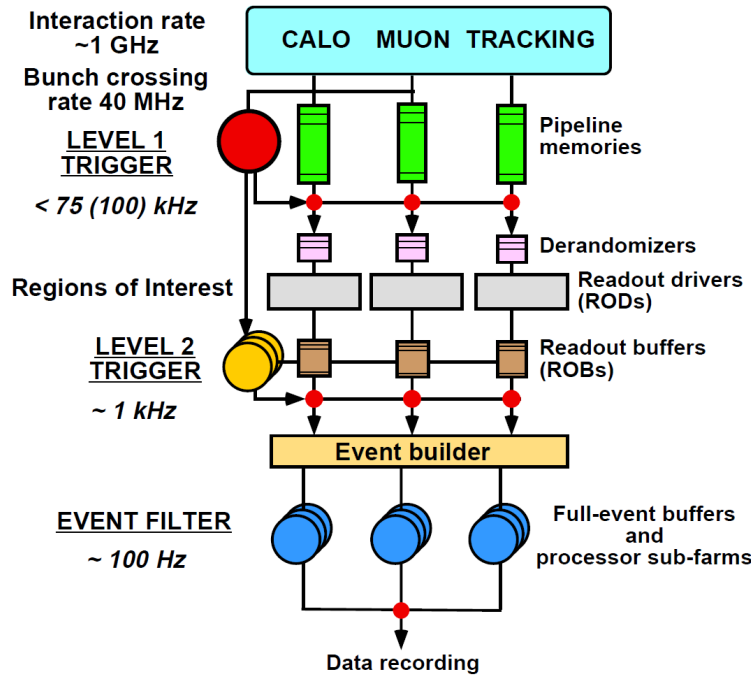 Interaction rate
~1 GHz
CALO MUON TRACKING
Bunch crossing
rate 40 MHz
LEVEL 1
TRIGGER
< 75 (100) kHz
Pipeline
memories
Derandomizers
Regions of Interest
Readout drivers
(RODs)
LEVEL 2
TRIGGER
~ 1 kHz
Readout buffers
(ROBs)
Event builder
EVENT FILTER
~ 100 Hz
Full-event buffers
and
processor sub-farms
Data recording